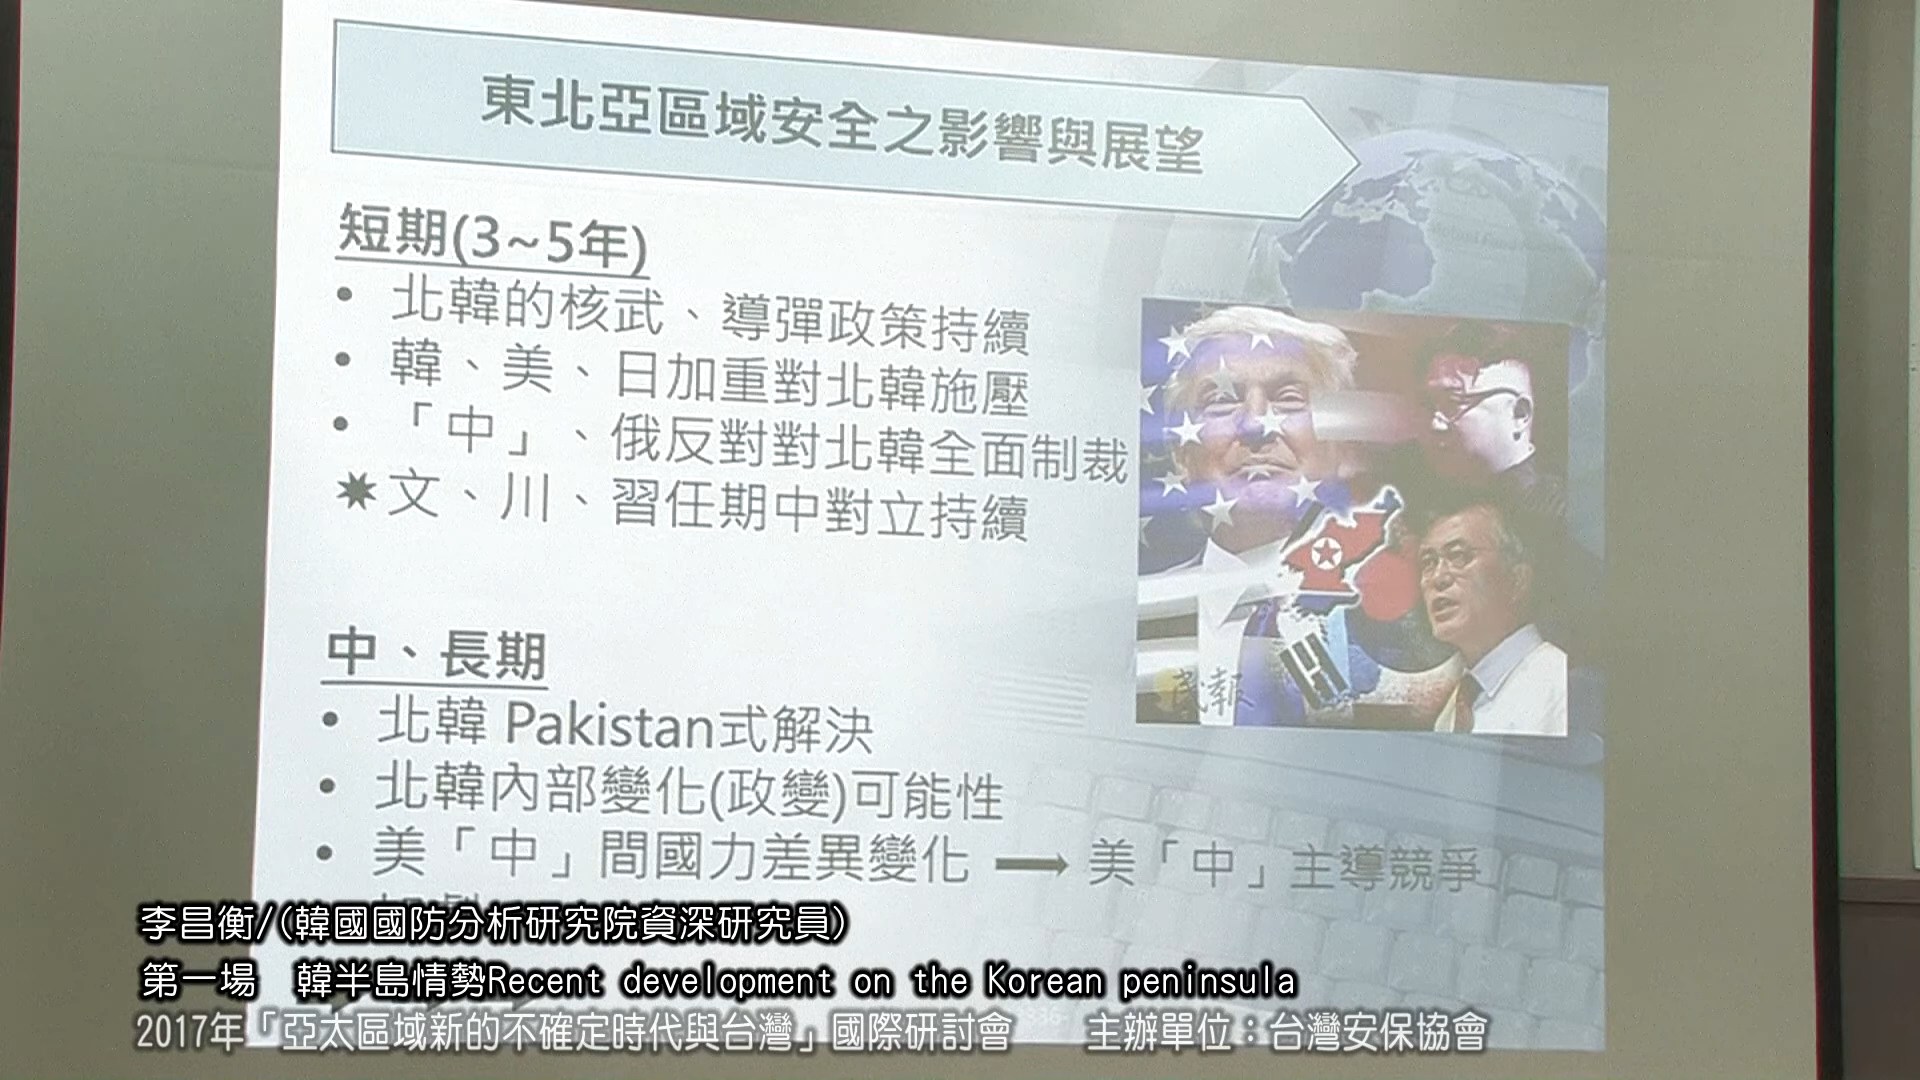 東北亞區域安全之影響與展望
短期(3~5年)
• 北韓的核武、導彈政策持續
• 韓、美、日加重對北韓施壓
• 「中」、俄反對對北韓全面制裁
✸文、川、習任期中對立持續
中、長期
• 北韓 Pakistan式解決
• 北韓內部變化(政變)可能性
• 美「中」間國力差異變化 → 美「中」主導競爭
李昌衡/(韓國國防分析研究院資深研究員)
第一場 韓半島情勢Recent development on the Korean peninsula
2017年「亞太區域新的不確定時代與台灣」國際研討會 主辦單位：台灣安保協會